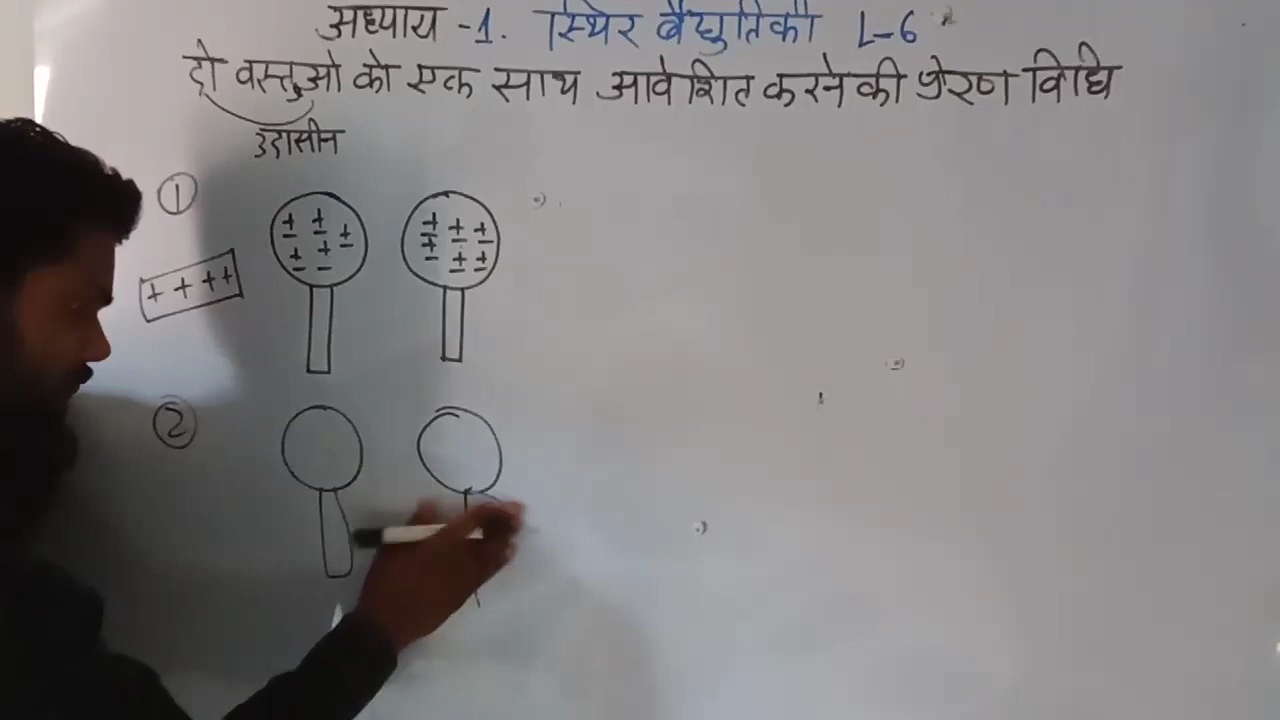 अध्याय -1. स्थिर वैद्युतिकी L-6
दो वस्तुओ को एक साथ आवेशित करने की प्रेरण विधि
उदासीन
1
± ± ± ± ±
± ± ± ± ± ±
+ + + +
2